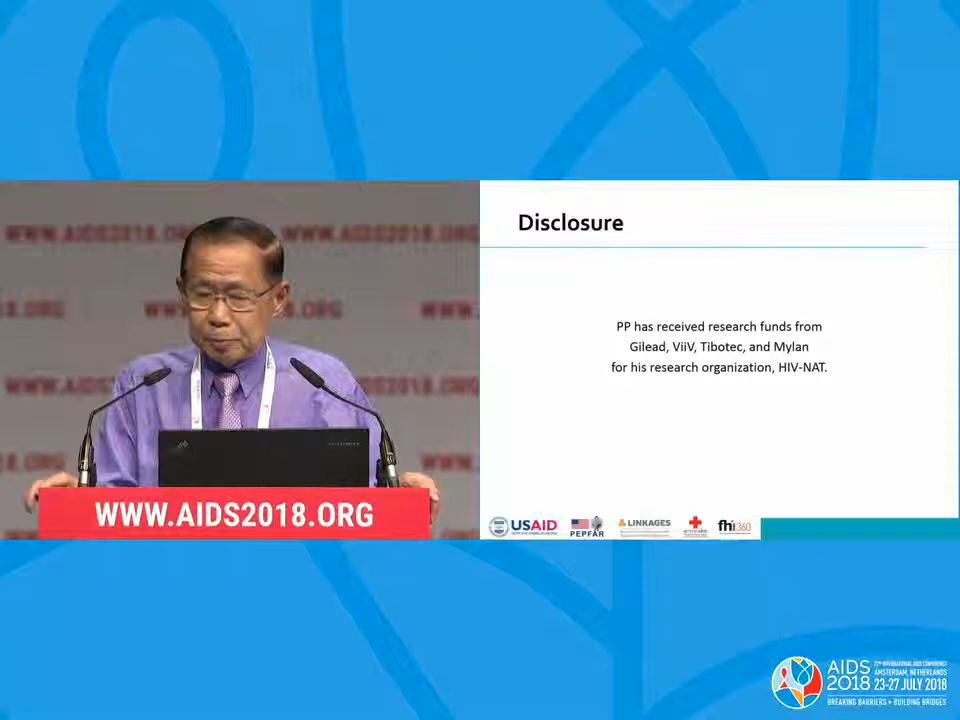 WWW.AIDS2018.ORG
WWW.AIDS2018.ORG
Disclosure
PP has received research funds from
Gilead, ViiV, Tibotec, and Mylan
for his research organization, HIV-NAT.
USAID
PEPFAR
LINKAGES
fhi360
WWW.AIDS2018.ORG
AIDS
2018
22ND INTERNATIONAL AIDS CONFERENCE
AMSTERDAM, NETHERLANDS
23-27 JULY 2018
BREAKING BARRIERS • BUILDING BRIDGES